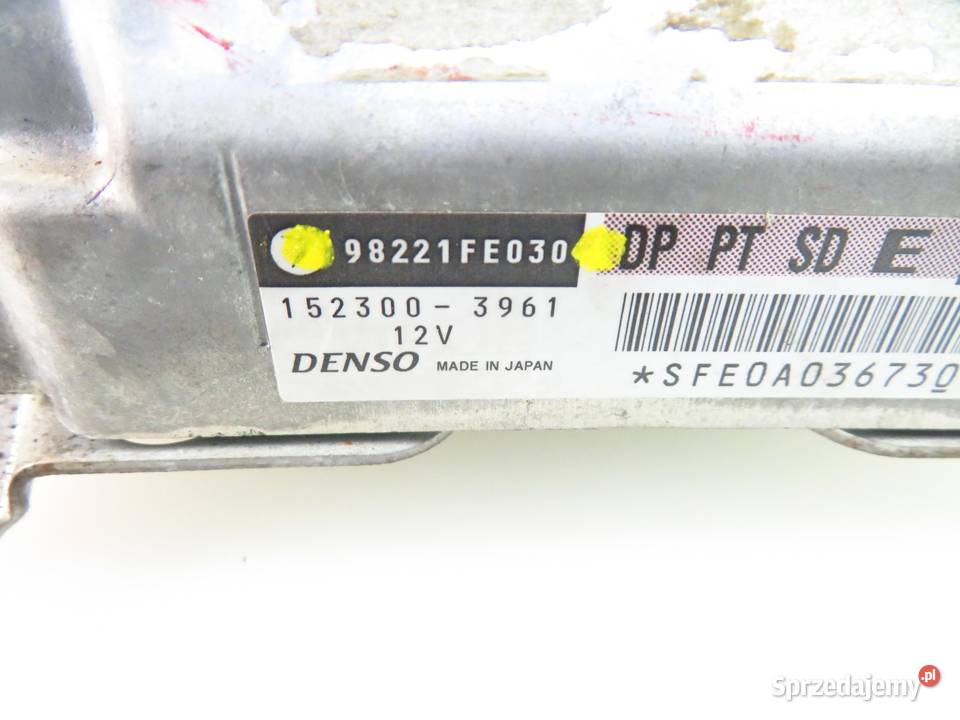 98221FE030
DP PT SD E
152300-3961
12V
DENSO MADE IN JAPAN
*SFE0A036730
Sprzedajemy.pl